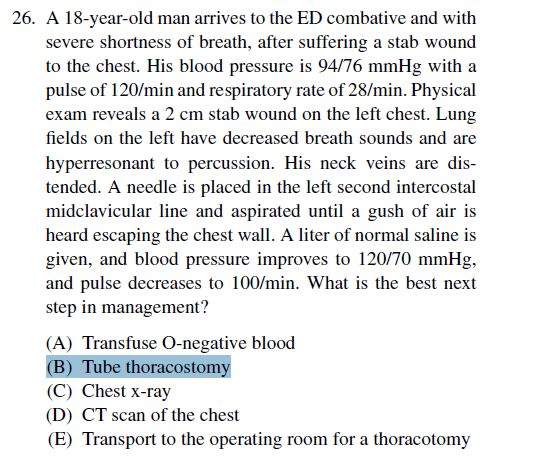 26. A 18-year-old man arrives to the ED combative and with
severe shortness of breath, after suffering a stab wound
to the chest. His blood pressure is 94/76 mmHg with a
pulse of 120/min and respiratory rate of 28/min. Physical
exam reveals a 2 cm stab wound on the left chest. Lung
fields on the left have decreased breath sounds and are
hyperresonant to percussion. His neck veins are dis-
tended. A needle is placed in the left second intercostal
midclavicular line and aspirated until a gush of air is
heard escaping the chest wall. A liter of normal saline is
given, and blood pressure improves to 120/70 mmHg,
and pulse decreases to 100/min. What is the best next
step in management?
(A) Transfuse O-negative blood
(B) Tube thoracostomy
(C) Chest x-ray
(D) CT scan of the chest
(E) Transport to the operating room for a thoracotomy